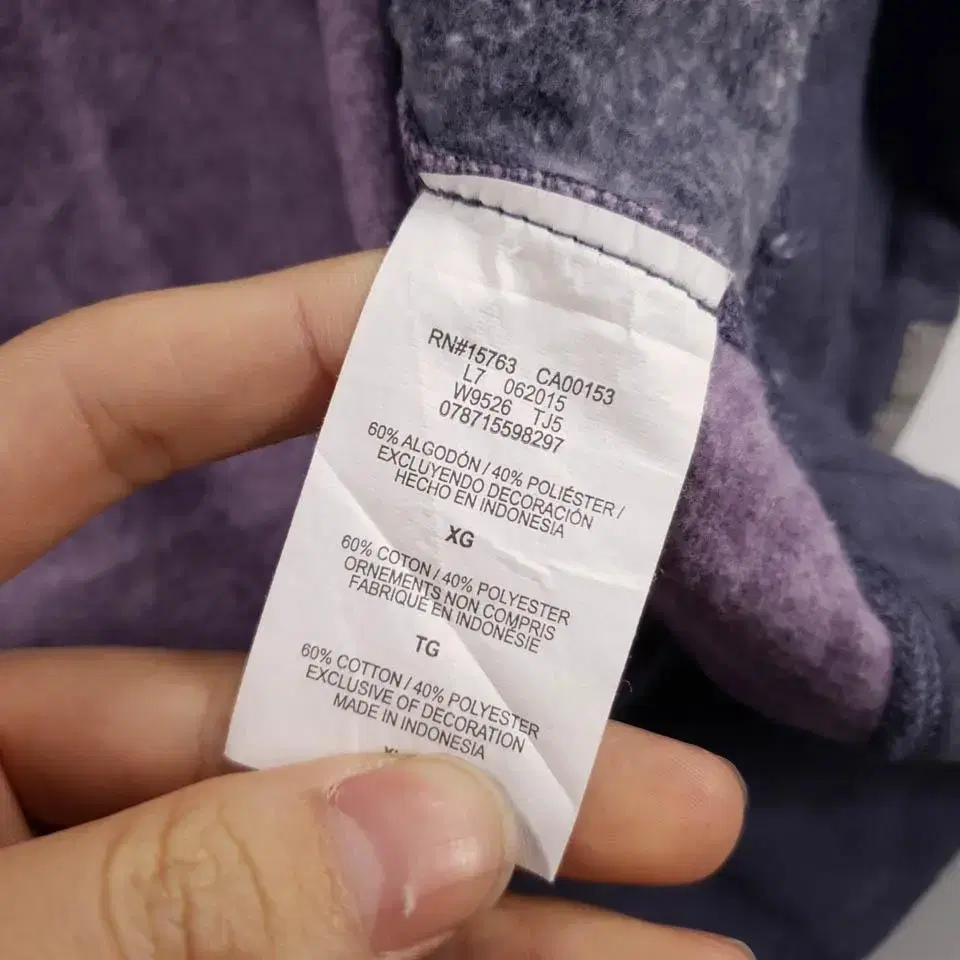 RN#15763 CA00153
L7 062015
W9526 TJ5
078715598297
60% ALGODÓN / 40% POLIÉSTER /
EXCLUYENDO DECORACIÓN
HECHO EN INDONESIA
XG
60% COTON / 40% POLYESTER
ORNEMENTS NON COMPRIS
FABRIQUÉ EN INDONÉSIE
TG
60% COTTON / 40% POLYESTER
EXCLUSIVE OF DECORATION
MADE IN INDONESIA